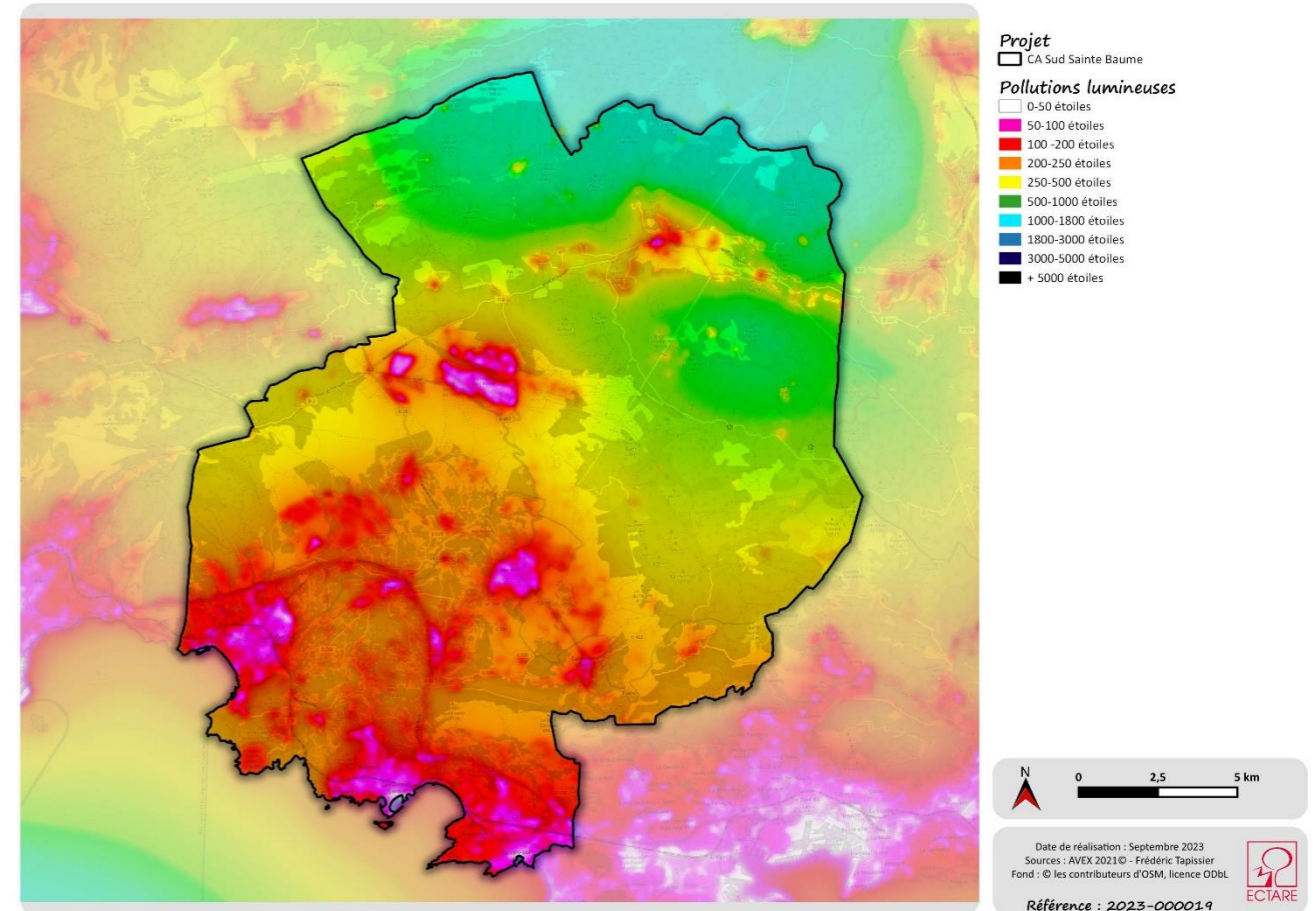 Projet
CA Sud Sainte Baume
Pollutions lumineuses
0-50 étoiles
50-100 étoiles
100 -200 étoiles
200-250 étoiles
250-500 étoiles
500-1000 étoiles
1000-1800 étoiles
1800-3000 étoiles
3000-5000 étoiles
+ 5000 étoiles
N
0 2,5 5 km
Date de réalisation : Septembre 2023
Sources : AVEX 2021© - Frédéric Tapissier
Fond : © les contributeurs d'OSM, licence ODbL
ECTARE
Référence : 2023-000019